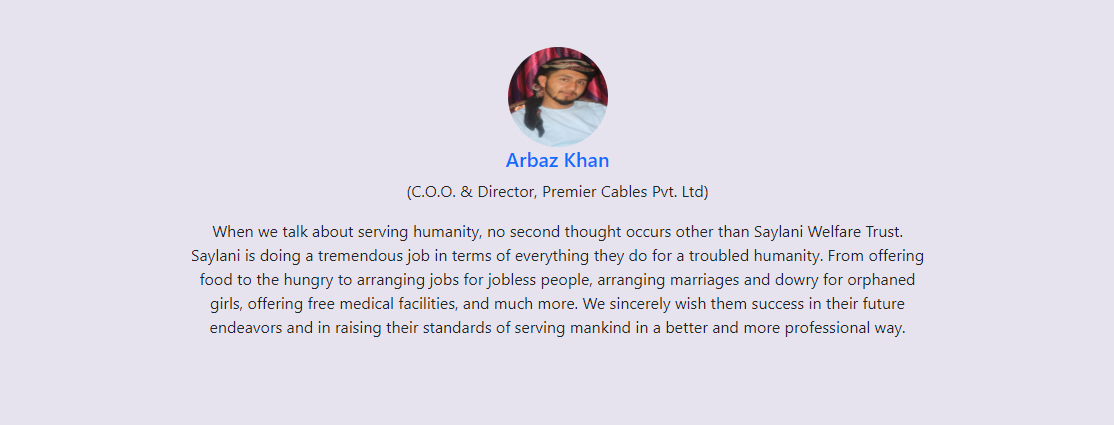 Arbaz Khan
(C.O.O. & Director, Premier Cables Pvt. Ltd)
When we talk about serving humanity, no second thought occurs other than Saylani Welfare Trust.
Saylani is doing a tremendous job in terms of everything they do for a troubled humanity. From offering
food to the hungry to arranging jobs for jobless people, arranging marriages and dowry for orphaned
girls, offering free medical facilities, and much more. We sincerely wish them success in their future
endeavors and in raising their standards of serving mankind in a better and more professional way.